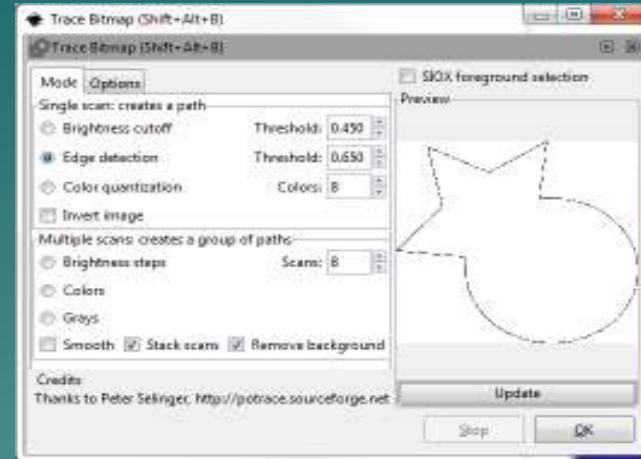 Trace Bitmap (Shift+Alt+B)
Trace Bitmap (Shift+Alt+B)
Mode Options
SIOX foreground selection
Single scan: creates a path
Preview
Brightness cutoff Threshold: 0.450
Edge detection Threshold: 0.650
Color quantization Colors: 8
Invert image
Multiple scans: creates a group of paths
Brightness steps Scans: 8
Colors
Grays
Smooth Stack scans Remove background
Credits
Thanks to Peter Selinger, http://potrace.sourceforge.net
Update
Stop OK